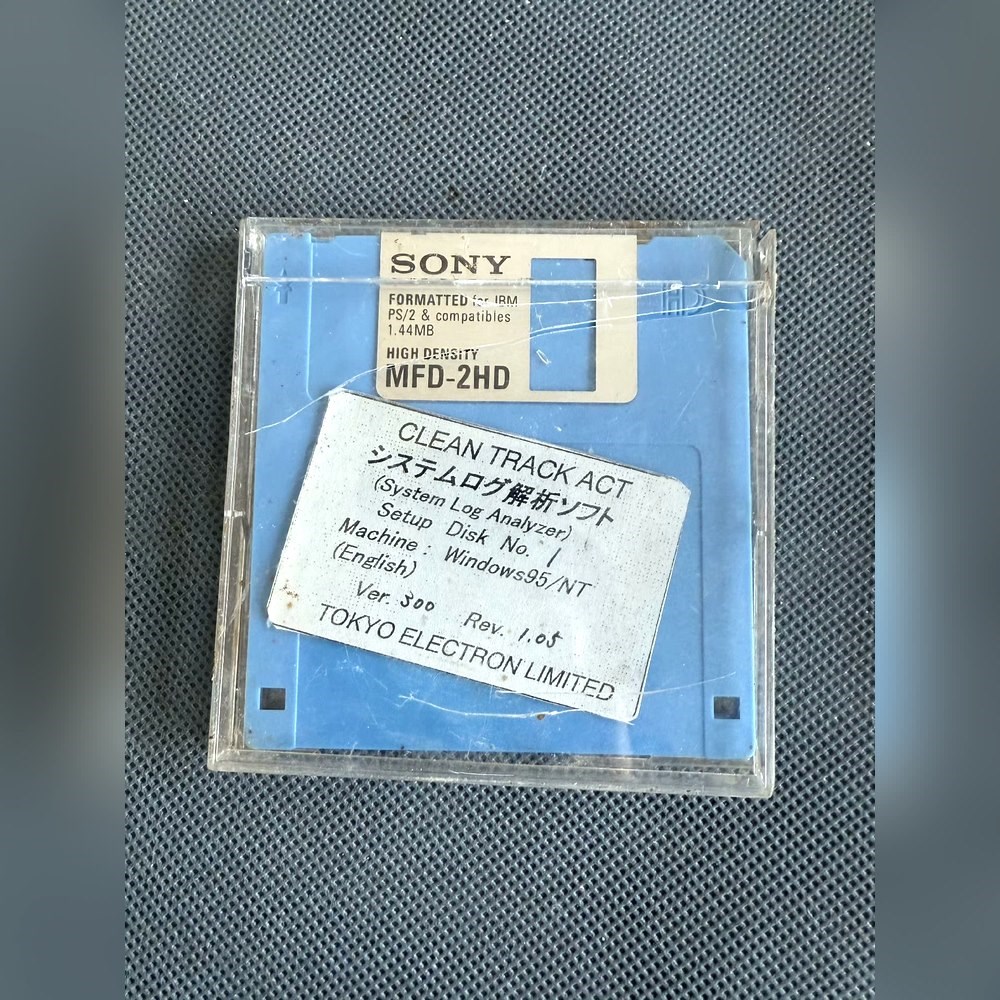 SONY
FORMATTED for IBM
PS/2 & compatibles
1.44MB
HIGH DENSITY
MFD-2HD
HD
CLEAN TRACK ACT
システムログ解析ソフト
(System Log Analyzer)
Setup Disk No. 1
Machine : Windows95/NT
(English)
Ver. 300 Rev. 1.05
TOKYO ELECTRON LIMITED